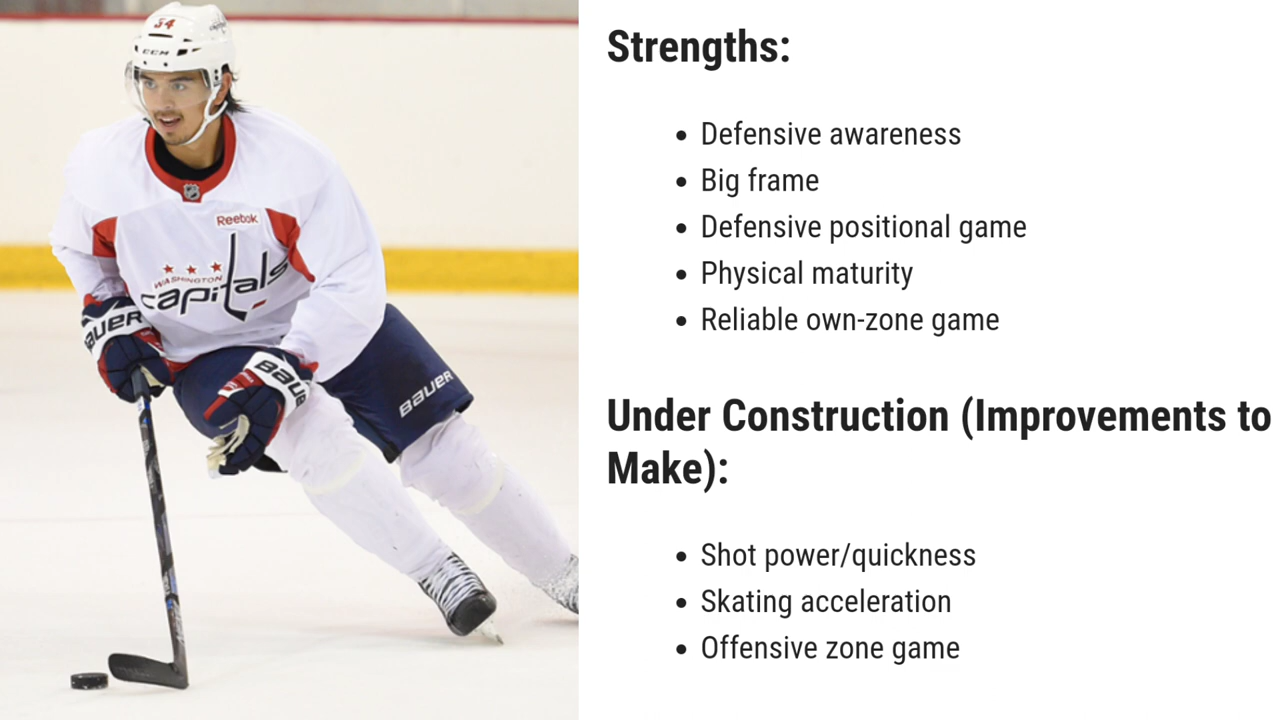 34
CCM
Reebok
WASHINGTON
capitals
BAUER
BAUE
BAUER
Strengths:
Defensive awareness
Big frame
Defensive positional game
Physical maturity
Reliable own-zone game
Under Construction (Improvements to
Make):
Shot power/quickness
Skating acceleration
Offensive zone game